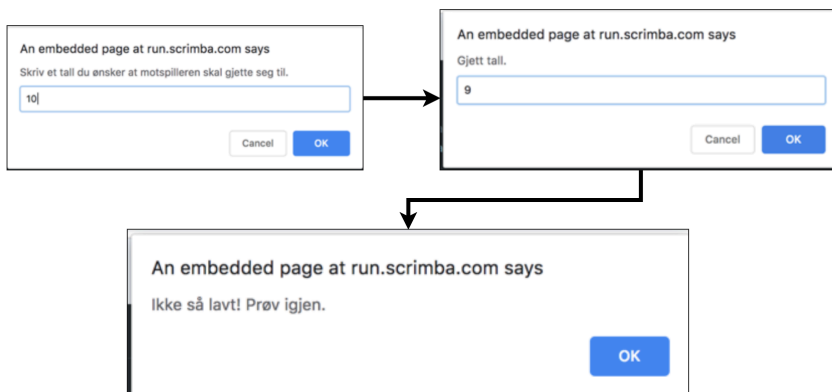 An embedded page at run.scrimba.com says
Skriv et tall du ønsker at motspilleren skal gjette seg til.
10
Cancel
OK
An embedded page at run.scrimba.com says
Gjett tall.
9
Cancel
OK
An embedded page at run.scrimba.com says
Ikke så lavt! Prøv igjen.
OK